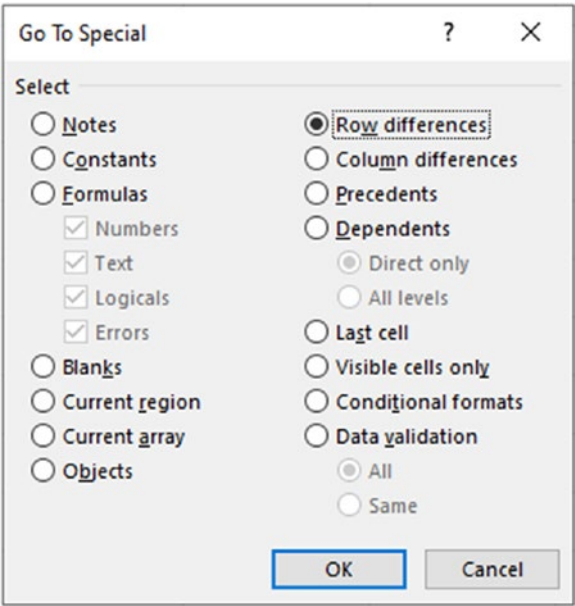 Go To Special ?
Select
Notes
Constants
Formulas
Numbers
Text
Logicals
Errors
Blanks
Current region
Current array
Objects
Row differences
Column differences
Precedents
Dependents
Direct only
All levels
Last cell
Visible cells only
Conditional formats
Data validation
All
Same
OK
Cancel